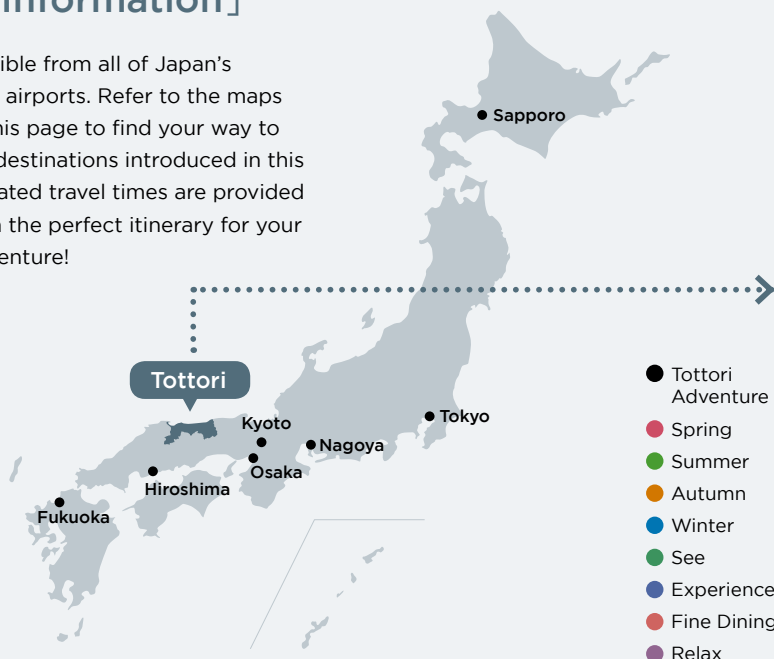 information」
ible from all of Japan's
airports. Refer to the maps
his page to find your way to
destinations introduced in this
ated travel times are provided
the perfect itinerary for your
enture!
Sapporo
Tottori
Kyoto
Tokyo
Nagoya
Osaka
Hiroshima
Fukuoka
Tottori
Adventure
Spring
Summer
Autumn
Winter
See
Experience
Fine Dining
Relax